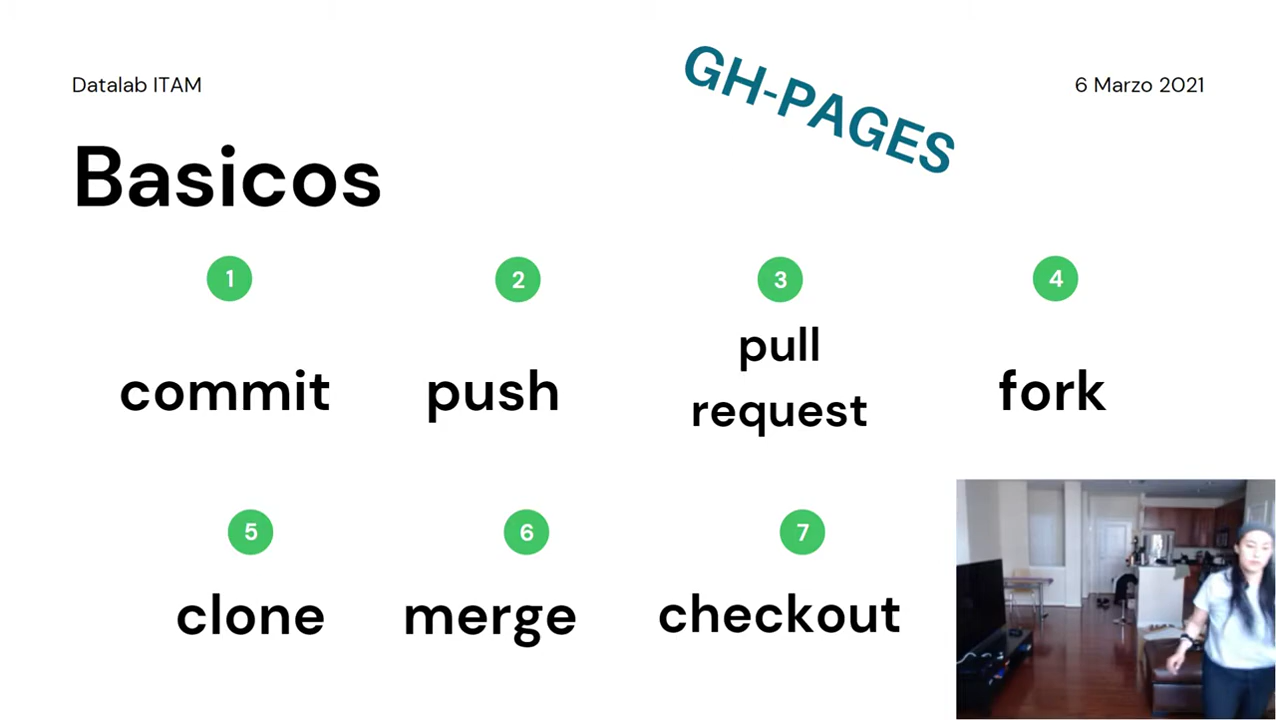 Datalab ITAM
GH-PAGES
6 Marzo 2021
Basicos
1
2
3
4
commit
push
pull
request
fork
5
6
7
clone
merge
checkout